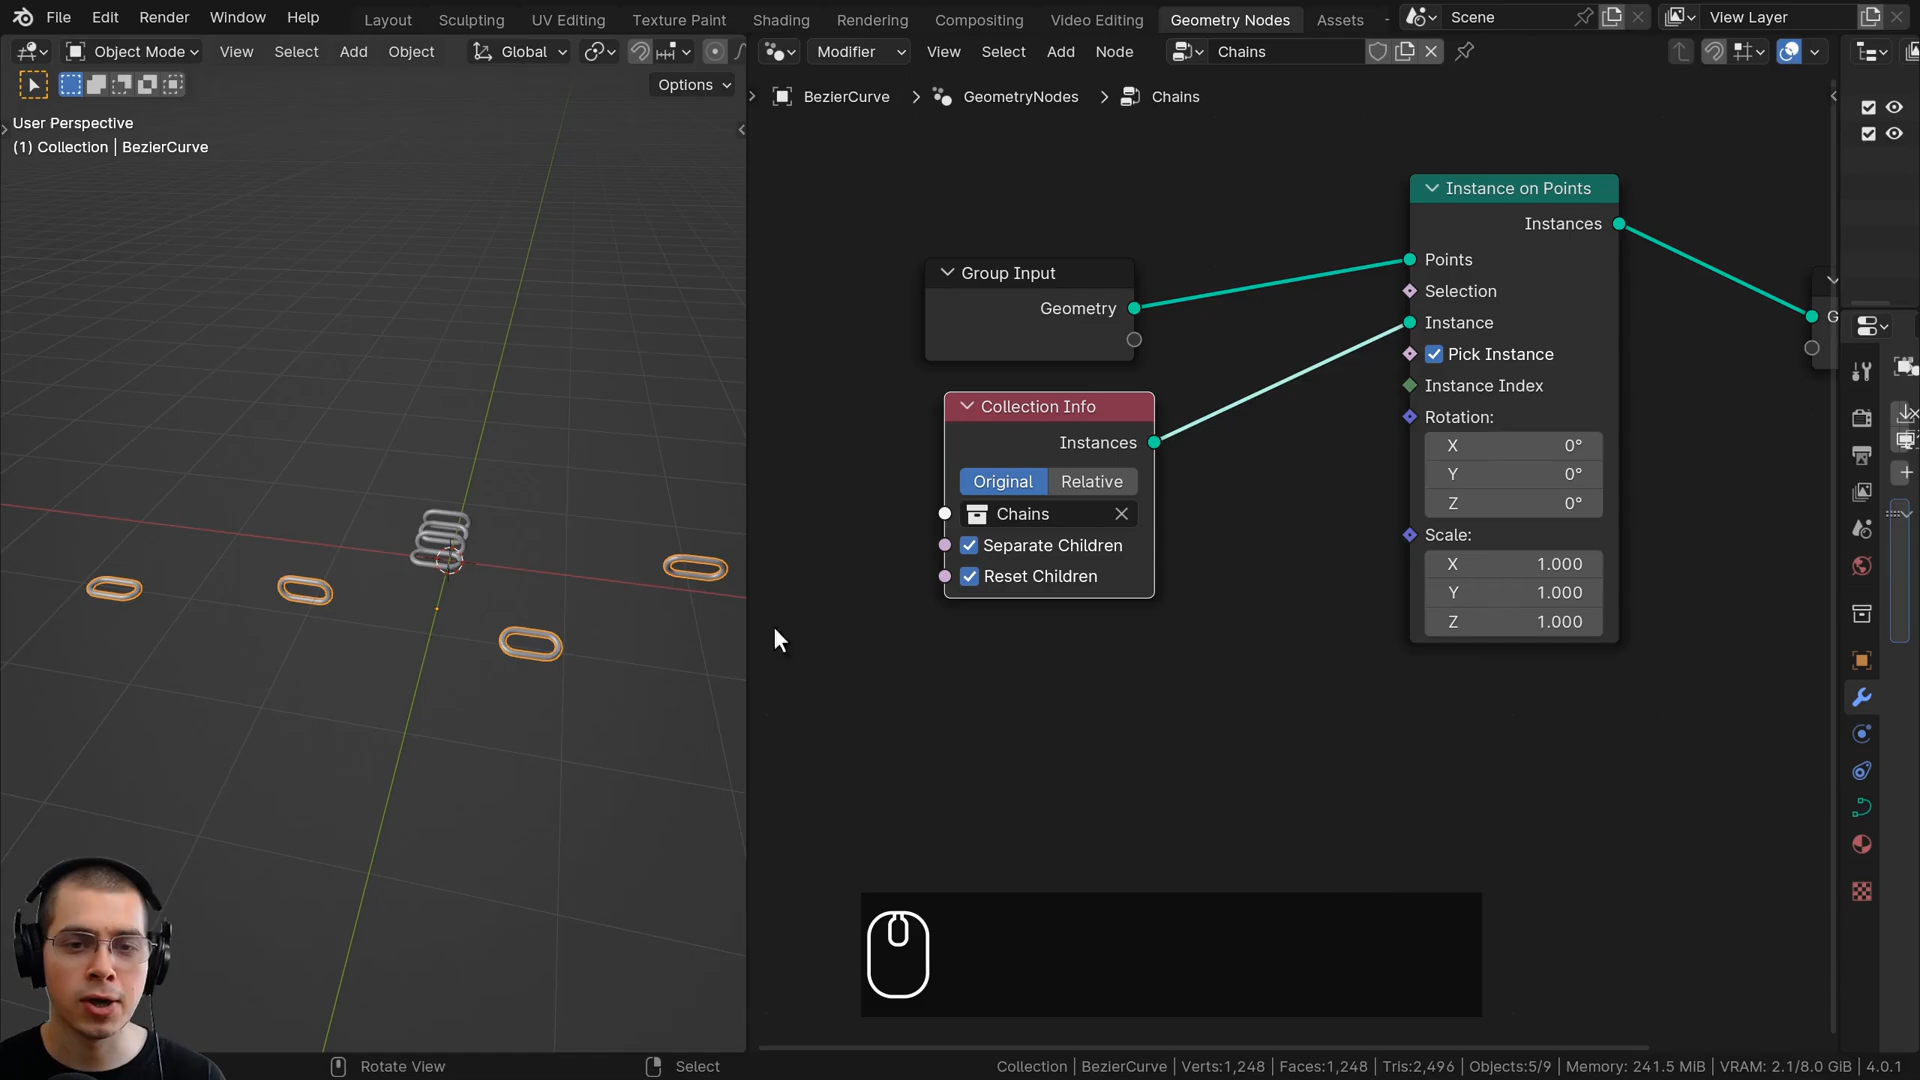 File Edit Render Window Help Layout Sculpting UV Editing Texture Paint Shading Rendering Compositing Video Editing Geometry Nodes Assets Scene View Layer
Object Mode View Select Add Object Global Modifier View Select Add Node Chains
Options
BezierCurve GeometryNodes Chains
User Perspective
(1) Collection | BezierCurve
Instance on Points
Instances
Points
Selection
Instance
Pick Instance
Instance Index
Rotation:
X 0°
Y 0°
Z 0°
Scale:
X 1.000
Y 1.000
Z 1.000
Group Input
Geometry
Collection Info
Instances
Original Relative
Chains
Separate Children
Reset Children
G
Rotate View Select Collection | BezierCurve | Verts:1,248 | Faces:1,248 | Tris:2,496 | Objects:5/9 | Memory: 241.5 MiB | VRAM: 2.1/8.0 GiB | 4.0.1